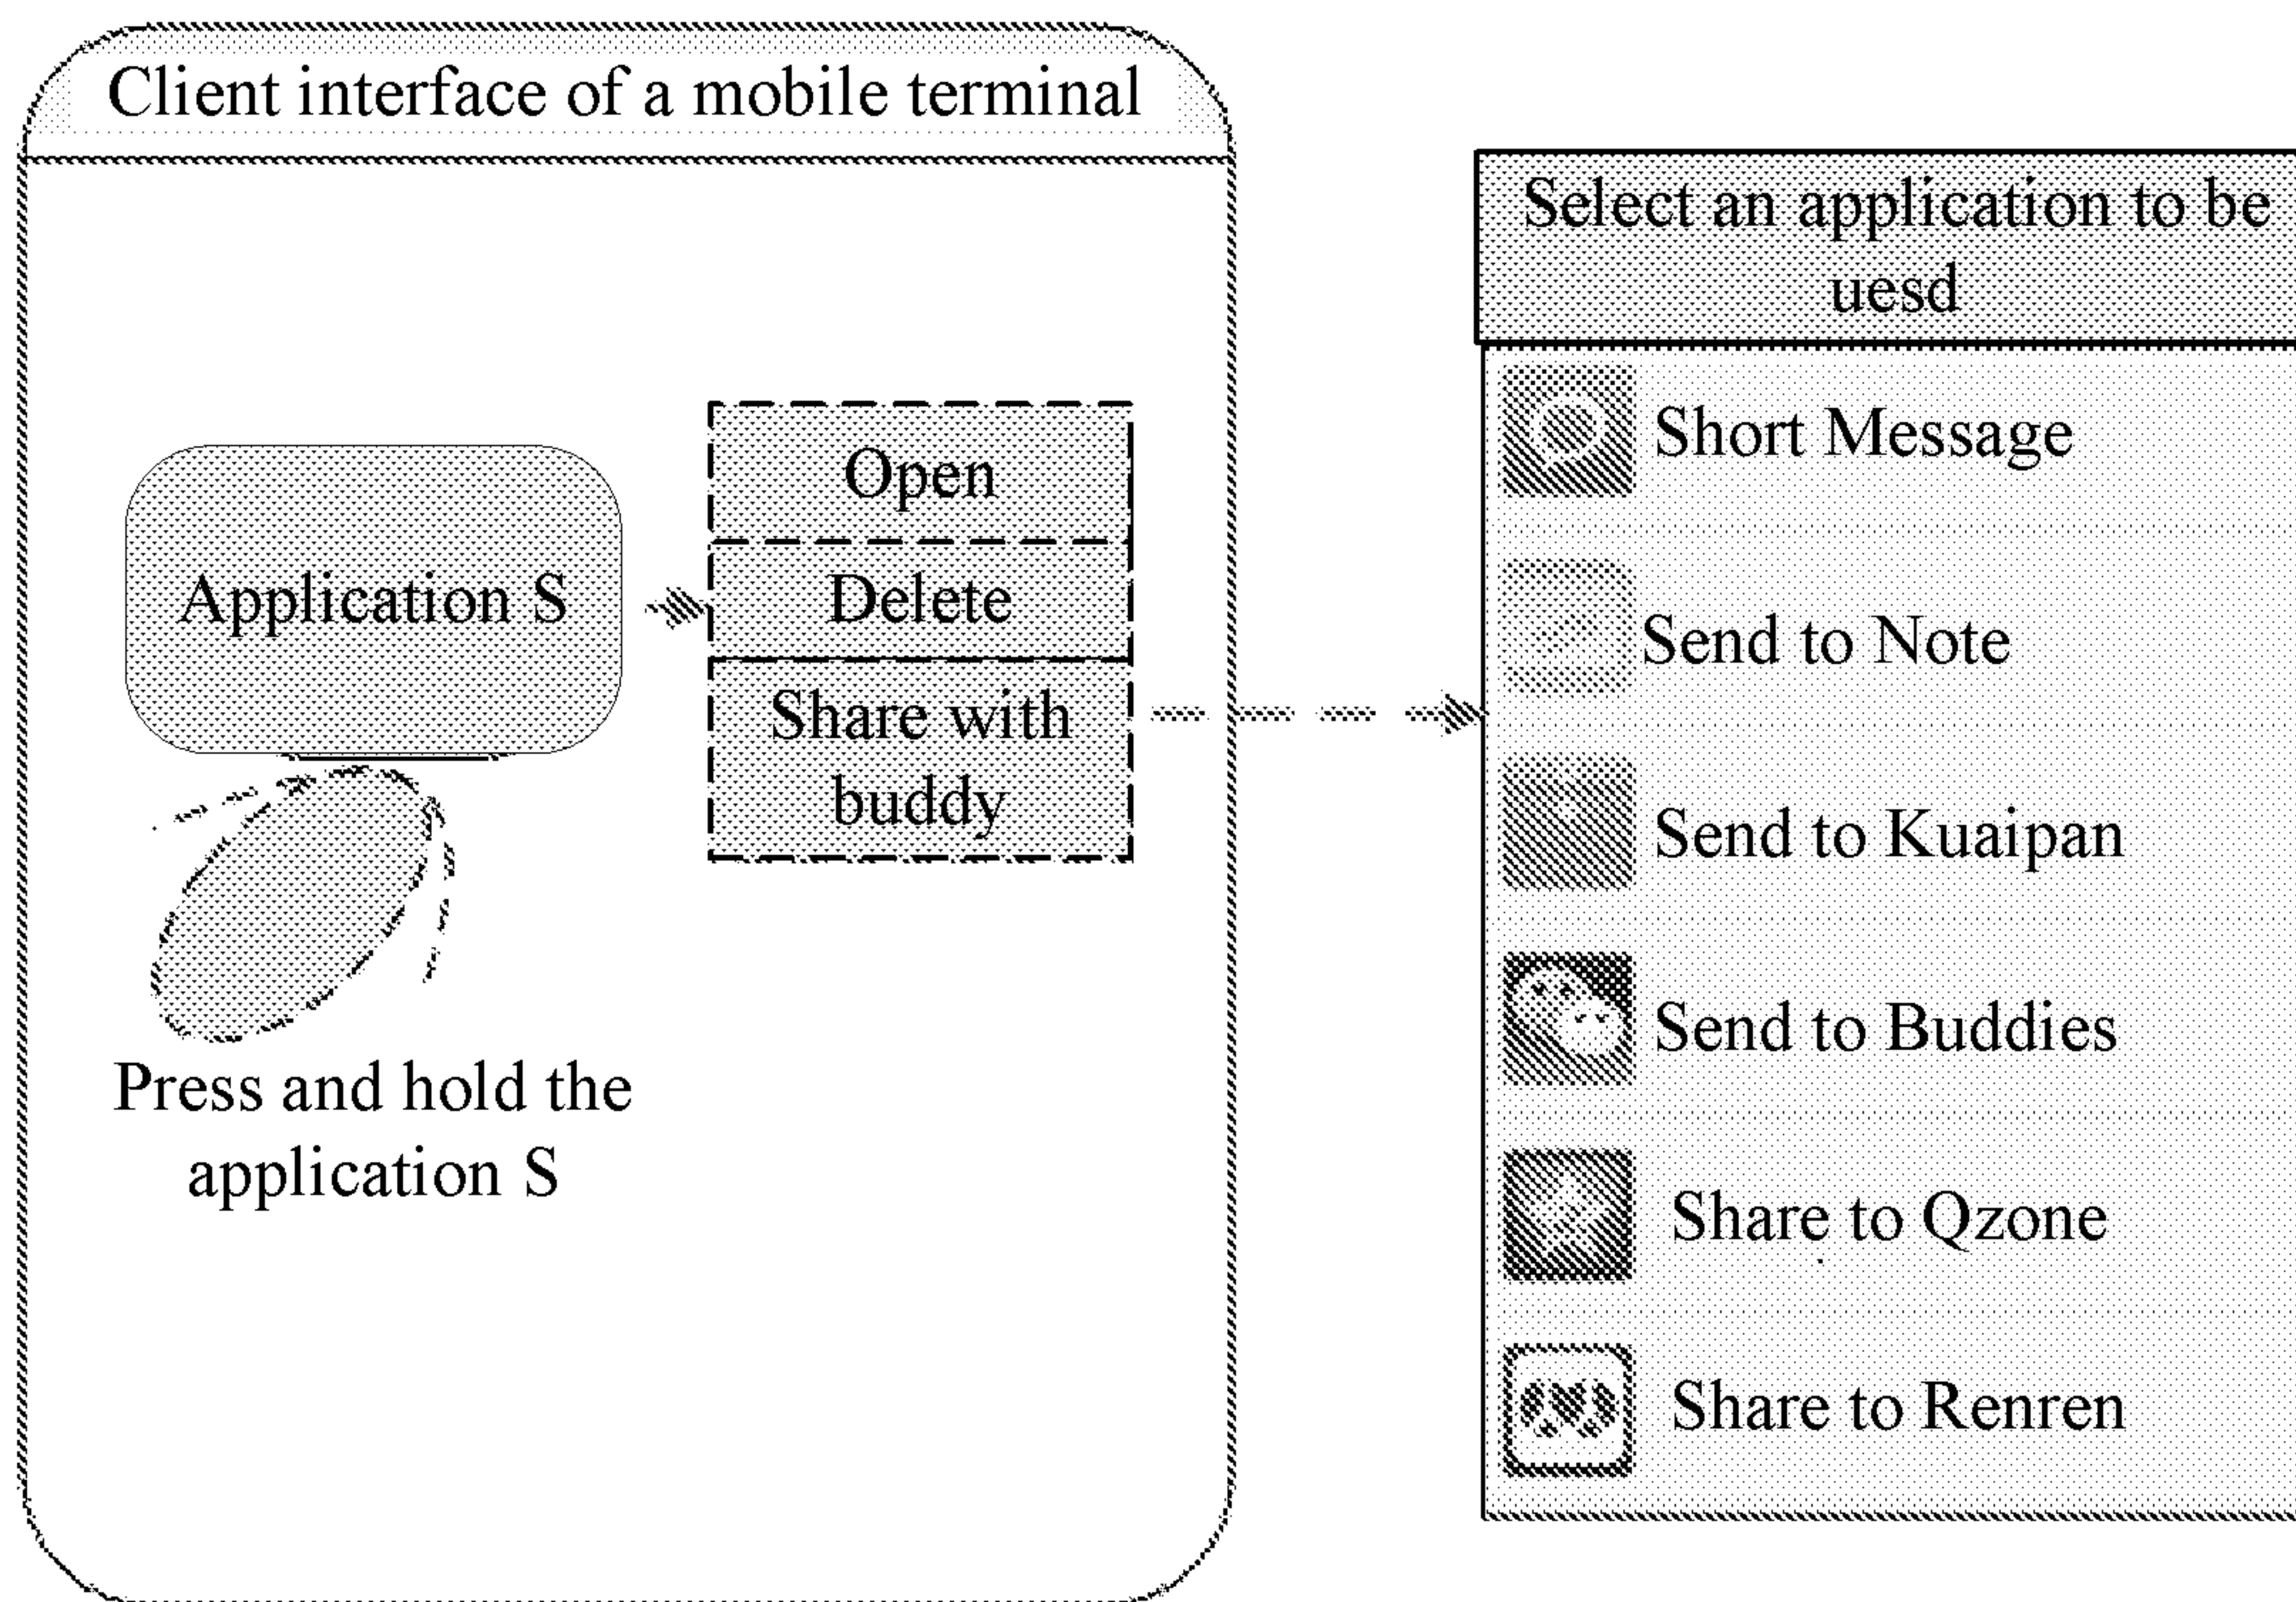 Client interface of a mobile terminal
Application S
Open
Delete
Share with
buddy
Press and hold the
application S
Select an application to be
uesd
Short Message
Send to Note
Send to Kuaipan
Send to Buddies
Share to Qzone
Share to Renren